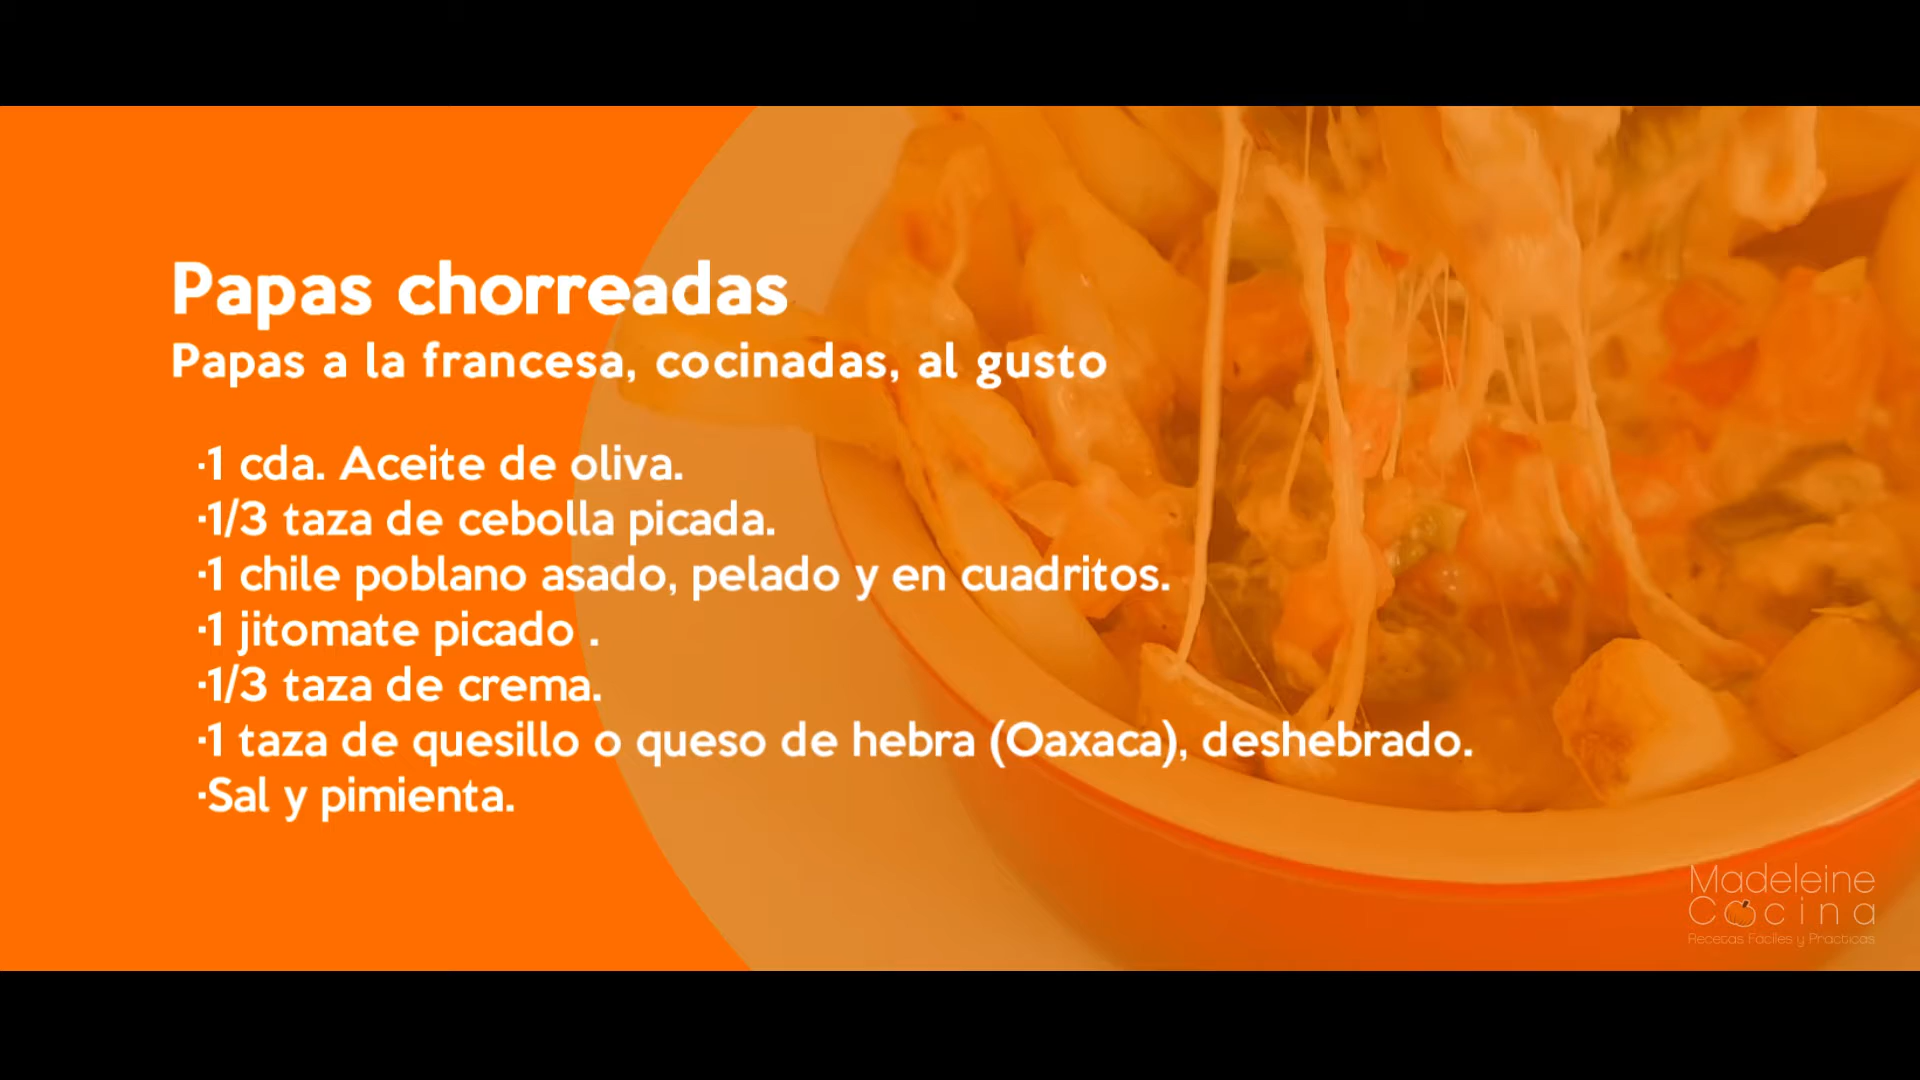 Papas chorreadas
Papas a la francesa, cocinadas, al gusto
·1 cda. Aceite de oliva.
·1/3 taza de cebolla picada.
·1 chile poblano asado, pelado y en cuadritos.
·1 jitomate picado .
·1/3 taza de crema.
·1 taza de quesillo o queso de hebra (Oaxaca), deshebrado.
·Sal y pimienta.
Madeleine
Cocina
Recetas Fáciles y Prácticas